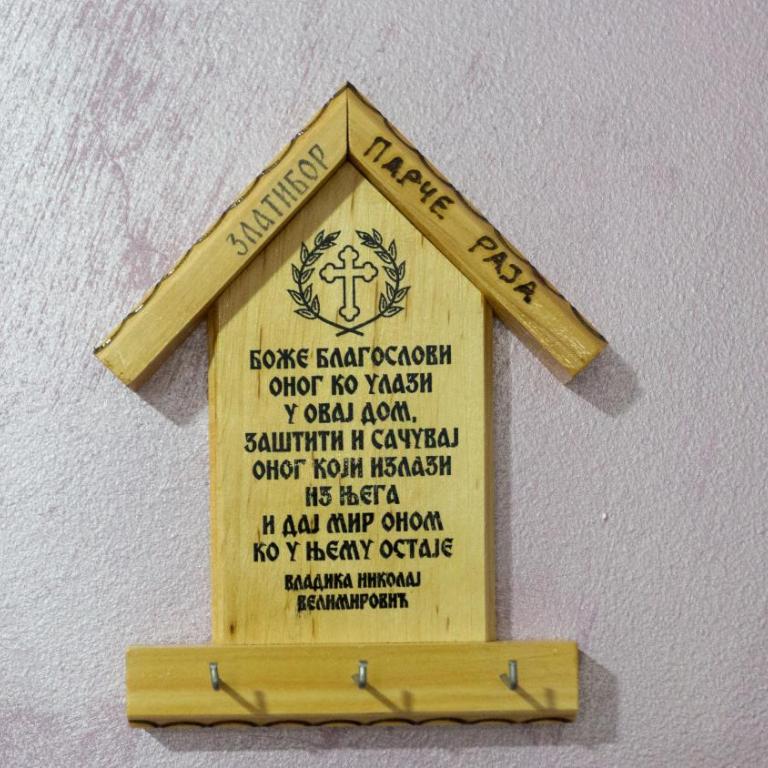 ЗЛАТИБОР
ПАРЧЕ РАЈА
БОЖЕ БЛАГОСЛОВИ
ОНОГ КО УЛАЗИ
У ОВАЈ ДОМ,
ЗАШТИТИ И САЧУВАЈ
ОНОГ КОЈИ ИЗЛАЗИ
ИЗ ЊЕГА
И ДАЈ МИР ОНОМ
КО У ЊЕМУ ОСТАЈЕ
ВЛАДИКА НИКОЛАЈ
ВЕЛИМИРОВИЋ